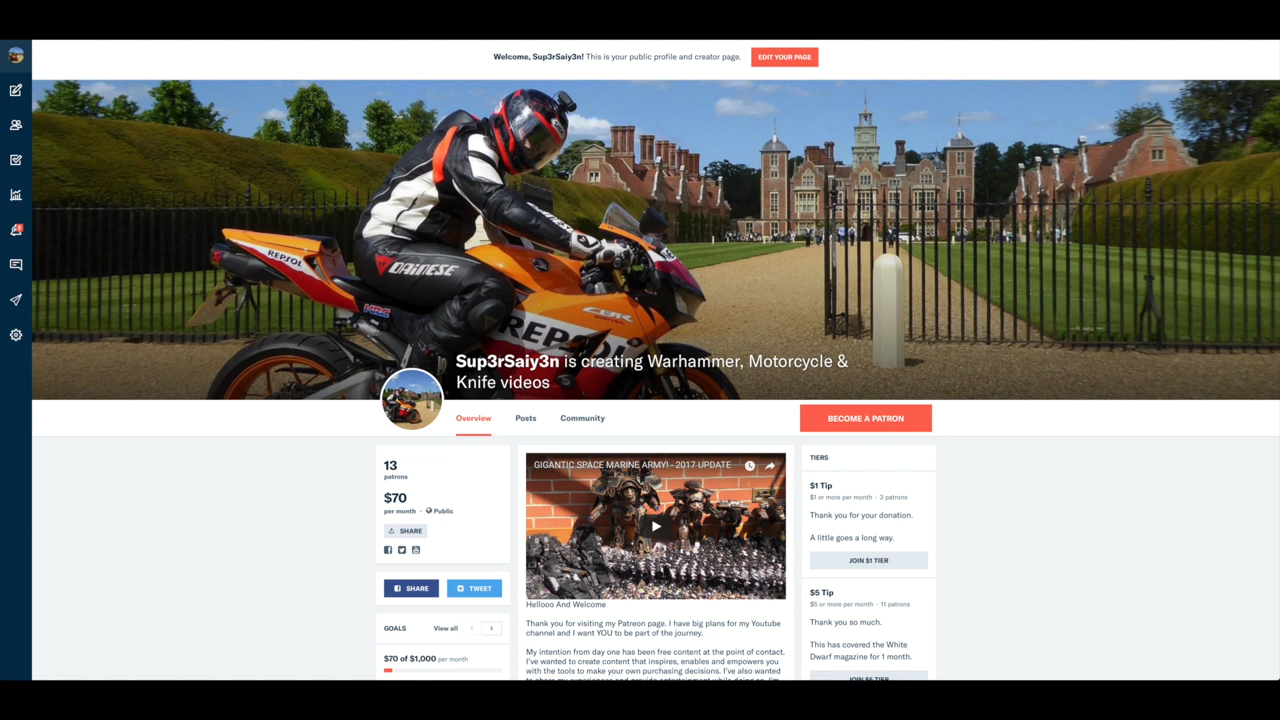 Welcome, Sup3rSaiy3n! This is your public profile and creator page.
EDIT YOUR PAGE
REPSOL
DAINESE
HRC
CBR
REPSOL
Sup3rSaiy3n is creating Warhammer, Motorcycle &
Knife videos
Overview
Posts
Community
BECOME A PATRON
13
patrons
$70
per month · Public
SHARE
SHARE
TWEET
GOALS
View all
$70 of $1,000 per month
GIGANTIC SPACE MARINE ARMY! - 2017 UPDATE
Hellooo And Welcome
Thank you for visiting my Patreon page. I have big plans for my Youtube
channel and I want YOU to be part of the journey.
My intention from day one has been free content at the point of contact.
I've wanted to create content that inspires, enables and empowers you
with the tools to make your own purchasing decisions. I've also wanted
TIERS
$1 Tip
$1 or more per month · 3 patrons
Thank you for your donation.
A little goes a long way.
JOIN $1 TIER
$5 Tip
$5 or more per month · 11 patrons
Thank you so much.
This has covered the White
Dwarf magazine for 1 month.
JOIN $5 TIER